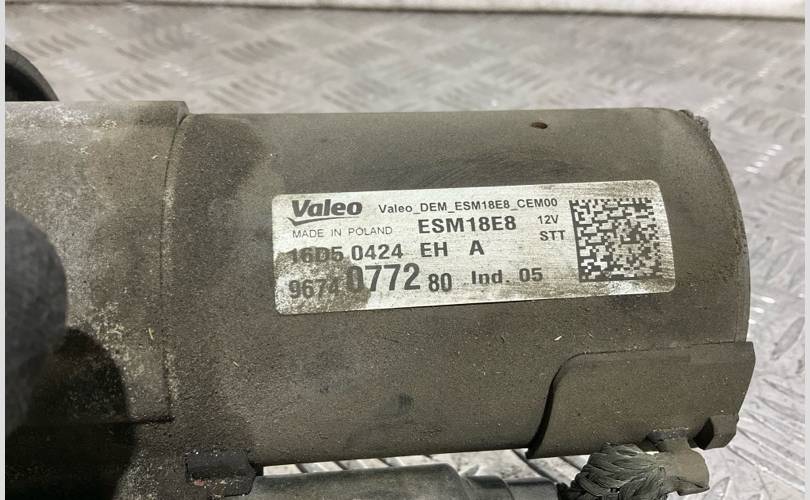 Valeo Valeo_DEM_ESM18E8_CEM00
MADE IN POLAND ESM18E8 12V
STT
16D5 0424 EH A
9674 0772 80 Ind. 05